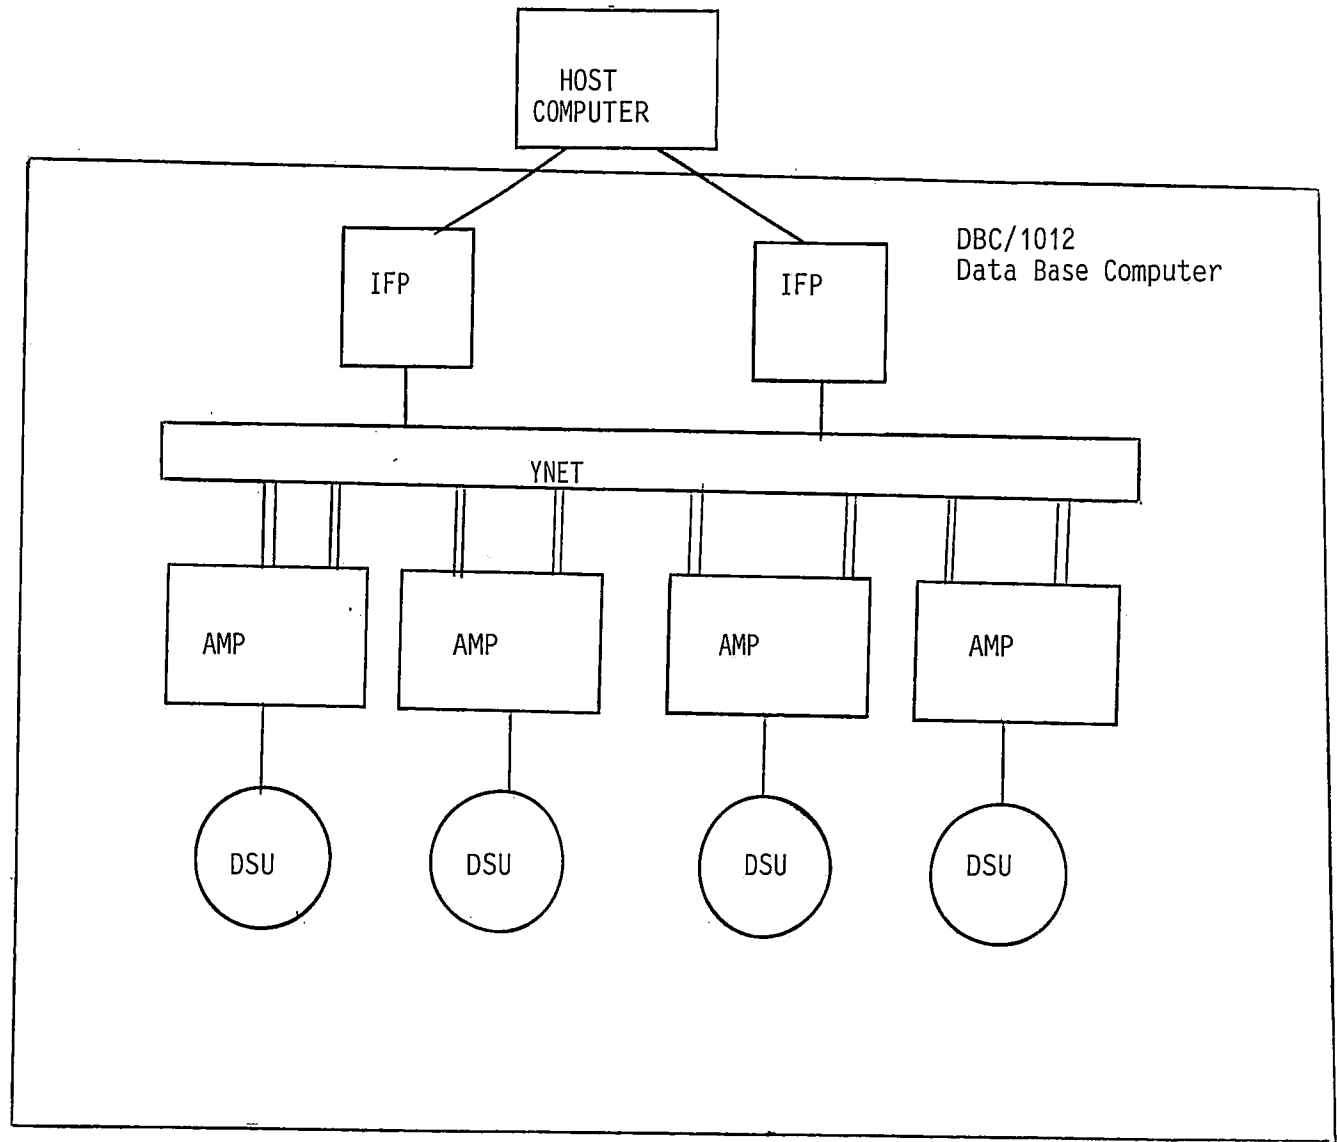 HOST
COMPUTER
DBC/1012
Data Base Computer
IFP
IFP
YNET
AMP
AMP
AMP
AMP
DSU
DSU
DSU
DSU